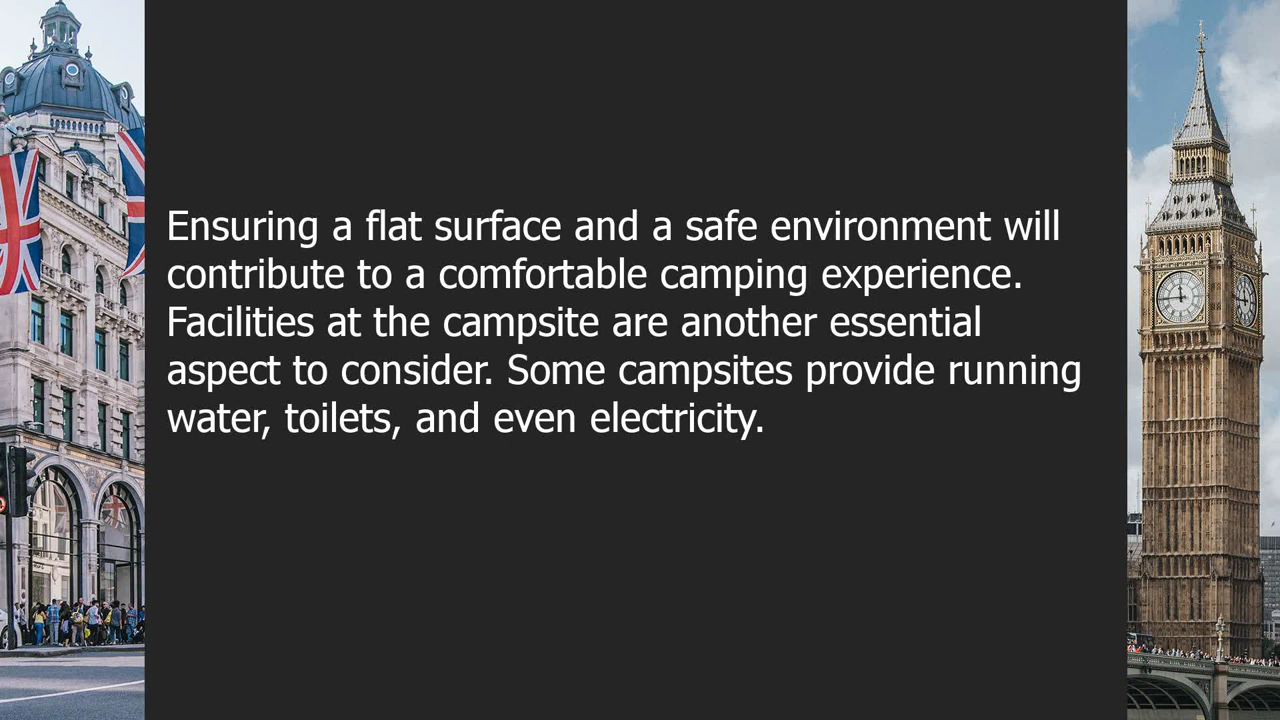 Ensuring a flat surface and a safe environment will
contribute to a comfortable camping experience.
Facilities at the campsite are another essential
aspect to consider. Some campsites provide running
water, toilets, and even electricity.